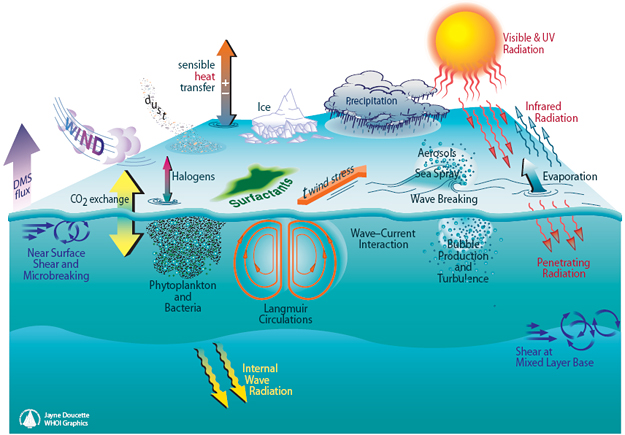 Visible & UV
Radiation
sensible
heat
transfer
+
dust
Ice
Precipitation
WIND
Infrared
Radiation
DMS
flux
Halogens
Aerosols
Sea Spray
Evaporation
CO2 exchange
Surfactants
τ wind stress
Wave Breaking
Near Surface
Shear and
Microbreaking
Phytoplankton
and
Bacteria
Langmuir
Circulations
Wave–Current
Interaction
Bubble
Production
and
Turbulence
Penetrating
Radiation
Shear at
Mixed Layer Base
Internal
Wave
Radiation
Jayne Doucette
WHOI Graphics